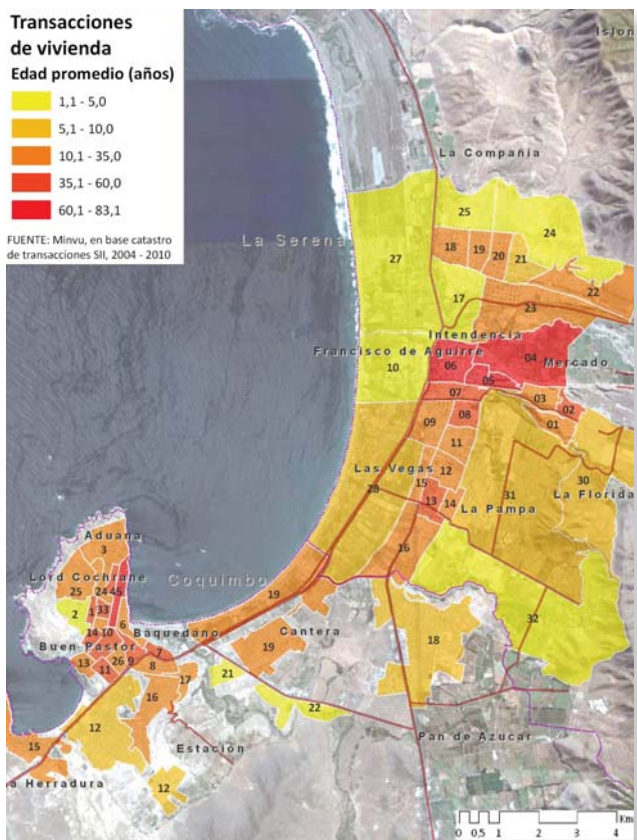 Transacciones
de vivienda
Edad promedio (años)
1,1 - 5,0
5,1 - 10,0
10,1 - 35,0
35,1 - 60,0
60,1 - 83,1
FUENTE: Minvu, en base catastro
de transacciones SII, 2004 - 2010
Islon
La Compañía
25
24
18
19
20
21
La Serena
27
22
17
23
Intendencia
Francisco de Aguirre
04
Mercado
06
05
10
07
03
08
02
09
01
11
Las Vegas
12
15
28
13
14
31
30
La Florida
La Pampa
16
Aduana
3
Lord Cochrane
Coquimbo
25
24
45
19
2
1
33
6
32
14
10
Baquedano
Cantera
18
Buen Pastor
19
13
11
26
9
7
8
17
21
16
22
12
Estación
Pan de Azucar
15
a Herradura
12
Km
0 0,5 1 2 3 4